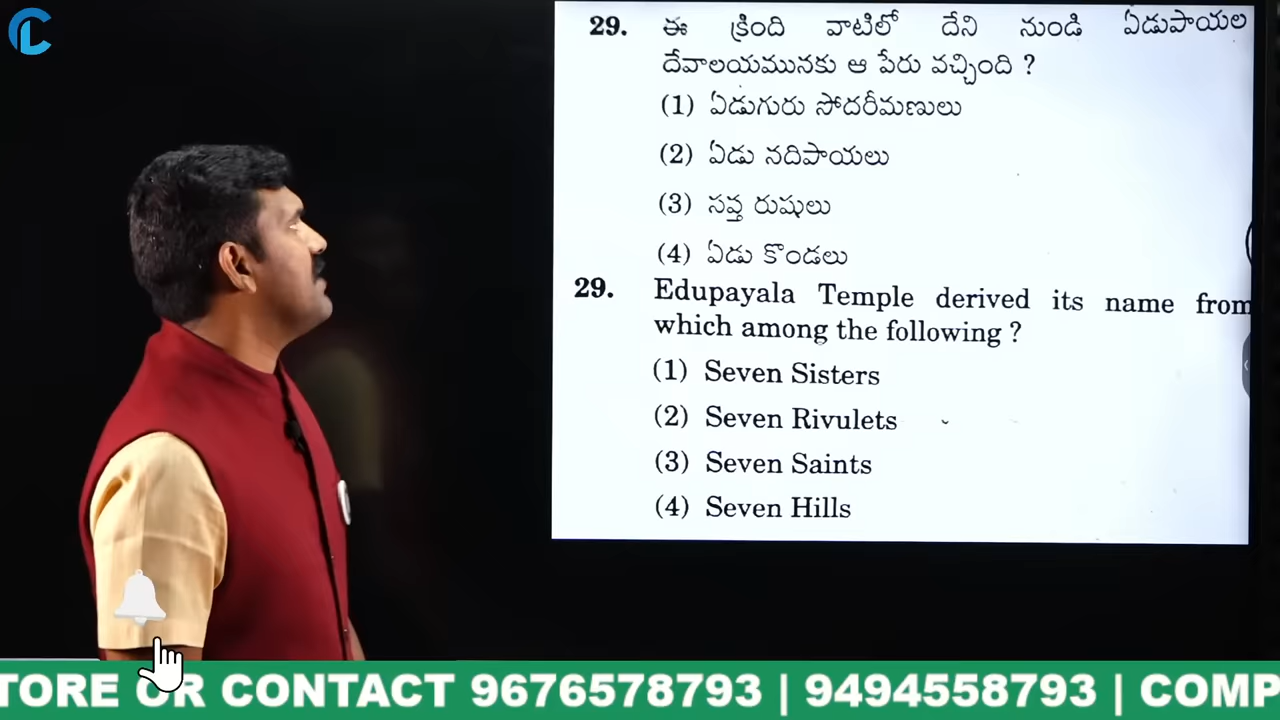 29. ఈ క్రింది వాటిలో దేని నుండి ఏడుపాయల
దేవాలయమునకు ఆ పేరు వచ్చింది ?
(1) ఏడుగురు సోదరీమణులు
(2) ఏడు నదిపాయలు
(3) సప్త రుషులు
(4) ఏడు కొండలు
29. Edupayala Temple derived its name from
which among the following ?
(1) Seven Sisters
(2) Seven Rivulets
(3) Seven Saints
(4) Seven Hills
TORE OR CONTACT 9676578793 | 9494558793 | COMP